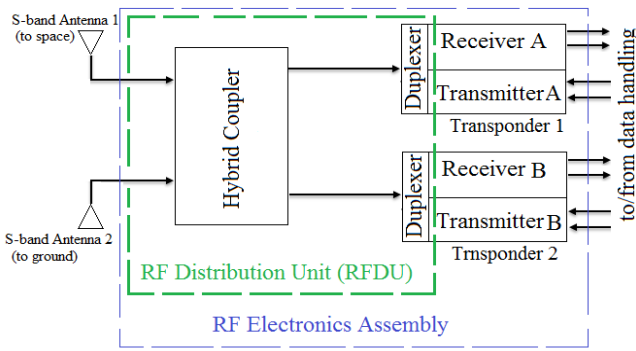 S-band Antenna 1
(to space)
Hybrid Coupler
Duplexer
Receiver A
Transmitter A
Transponder 1
Duplexer
Receiver B
Transmitter B
Trnsponder 2
S-band Antenna 2
(to ground)
to/from data handling
RF Distribution Unit (RFDU)
RF Electronics Assembly